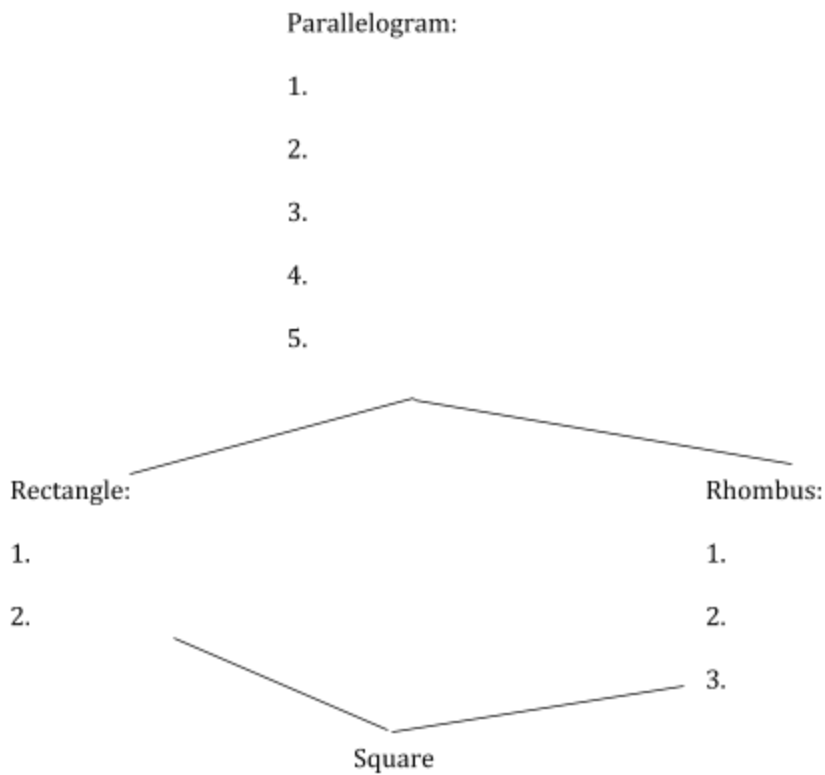 Parallelogram:
1.
2.
3.
4.
5.
Rectangle:
1.
2.
Rhombus:
1.
2.
3.
Square